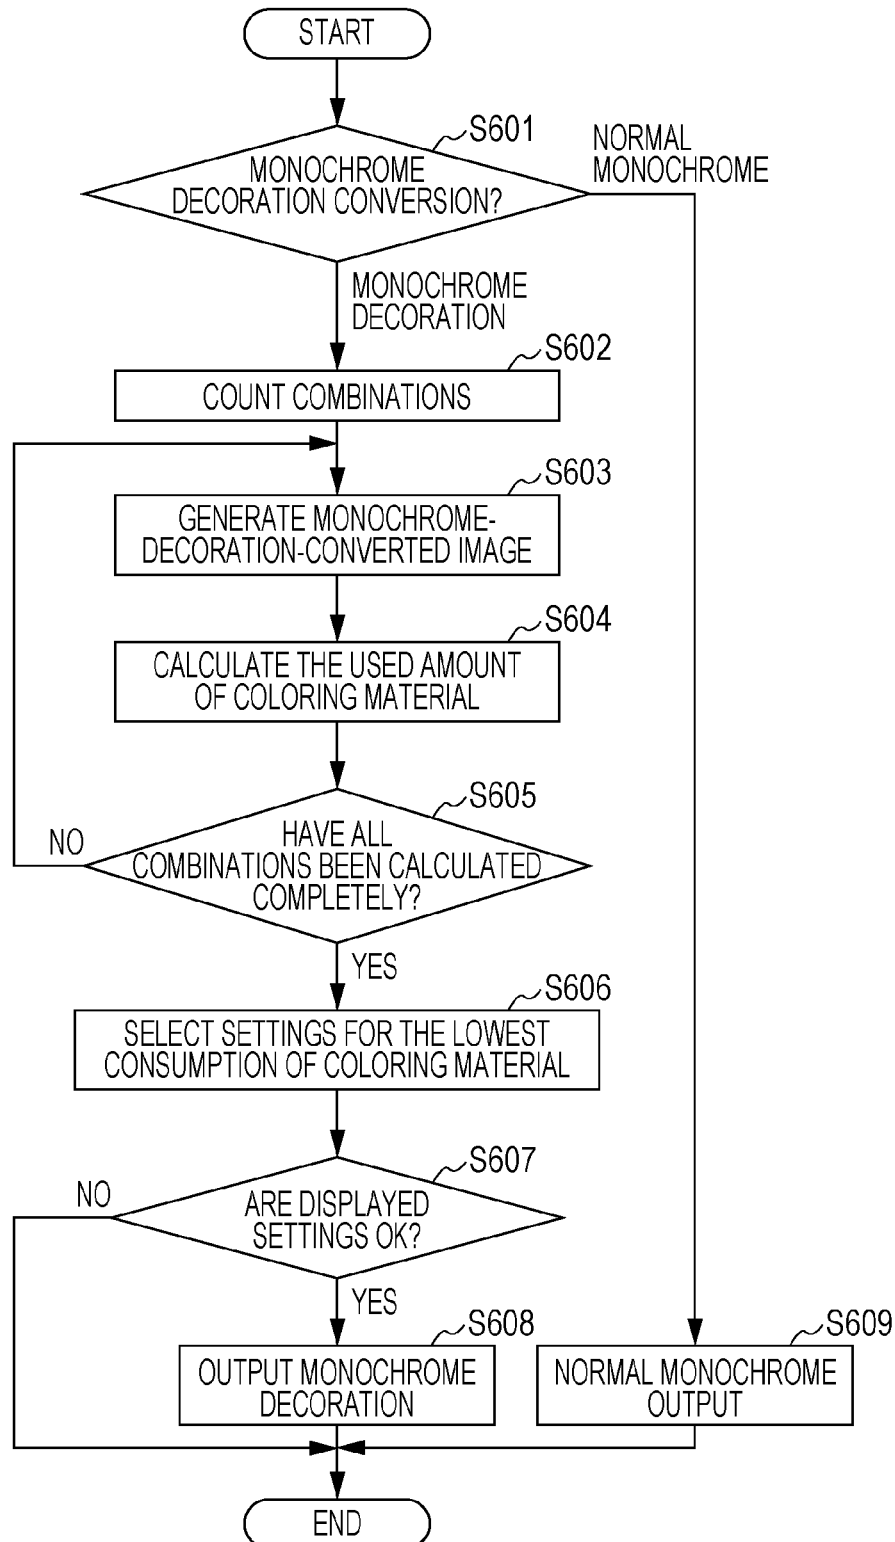 START
S601
MONOCHROME
DECORATION CONVERSION?
NORMAL
MONOCHROME
MONOCHROME
DECORATION
S602
COUNT COMBINATIONS
S603
GENERATE MONOCHROME-
DECORATION-CONVERTED IMAGE
S604
CALCULATE THE USED AMOUNT
OF COLORING MATERIAL
S605
HAVE ALL
COMBINATIONS BEEN CALCULATED
COMPLETELY?
NO
YES
S606
SELECT SETTINGS FOR THE LOWEST
CONSUMPTION OF COLORING MATERIAL
S607
ARE DISPLAYED
SETTINGS OK?
NO
YES
S608
OUTPUT MONOCHROME
DECORATION
S609
NORMAL MONOCHROME
OUTPUT
END